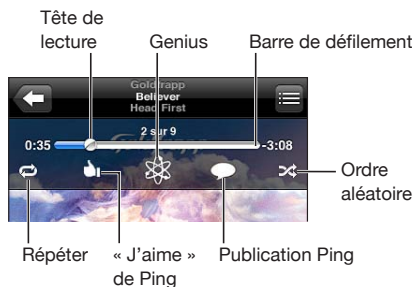 Tête de
lecture
Genius
Barre de défilement
Goldfrapp
Believer
Head First
2 sur 9
0:35
-3:08
Ordre
aléatoire
Répéter
« J’aime »
de Ping
Publication Ping